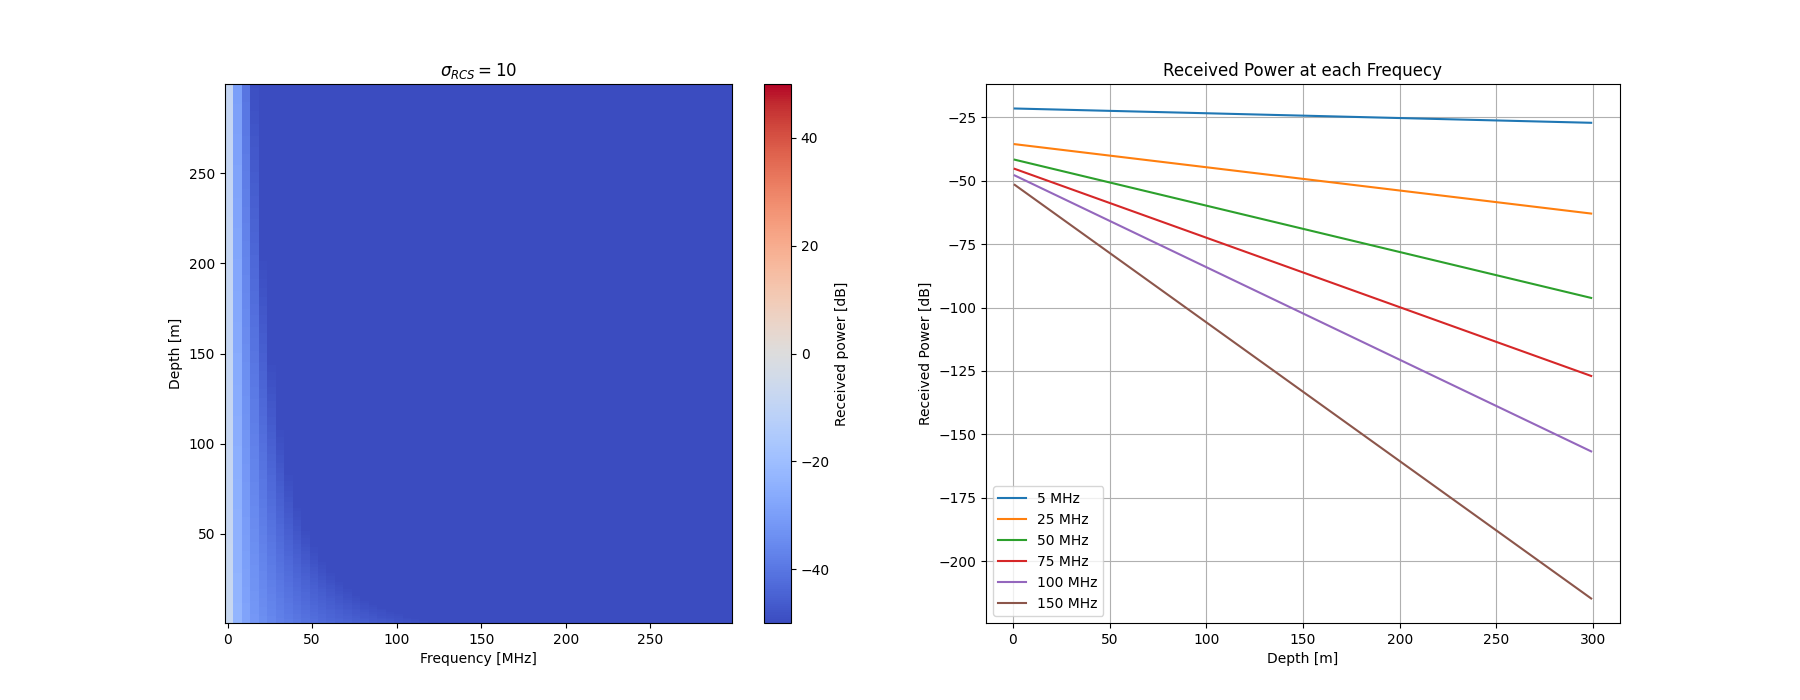 σRCS = 10
250
200
150
100
50
Depth [m]
0
50
100
150
200
250
Frequency [MHz]
40
20
0
−20
−40
Received power [dB]
Received Power at each Frequecy
−25
−50
−75
−100
−125
−150
−175
−200
Received Power [dB]
5 MHz
25 MHz
50 MHz
75 MHz
100 MHz
150 MHz
0
50
100
150
200
250
300
Depth [m]